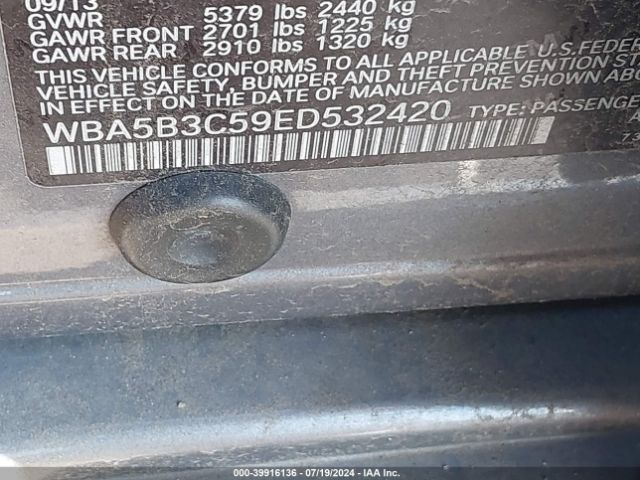 09/13
GVWR 5379 lbs 2440 kg
GAWR FRONT 2701 lbs 1225 kg
GAWR REAR 2910 lbs 1320 kg
THIS VEHICLE CONFORMS TO ALL APPLICABLE U.S. FEDER
VEHICLE SAFETY, BUMPER AND THEFT PREVENTION ST
IN EFFECT ON THE DATE OF MANUFACTURE SHOWN ABO
WBA5B3C59ED532420 TYPE: PASSENGE
000-39916136 - 07/19/2024 - IAA Inc.